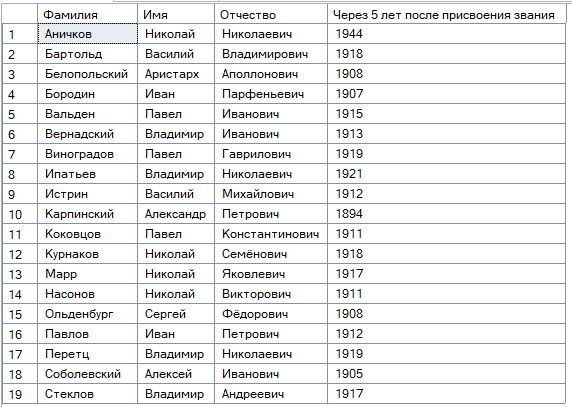 Фамилия Имя Отчество Через 5 лет после присвоения звания
1 Аничков Николай Николаевич 1944
2 Бартольд Василий Владимирович 1918
3 Белопольский Аристарх Аполлонович 1908
4 Бородин Иван Парфеньевич 1907
5 Вальден Павел Иванович 1915
6 Вернадский Владимир Иванович 1913
7 Виноградов Павел Гаврилович 1919
8 Ипатьев Владимир Николаевич 1921
9 Истрин Василий Михайлович 1912
10 Карпинский Александр Петрович 1894
11 Коковцов Павел Константинович 1911
12 Курнаков Николай Семёнович 1918
13 Марр Николай Яковлевич 1917
14 Насонов Николай Викторович 1911
15 Ольденбург Сергей Фёдорович 1908
16 Павлов Иван Петрович 1912
17 Перетц Владимир Николаевич 1919
18 Соболевский Алексей Иванович 1905
19 Стеклов Владимир Андреевич 1917